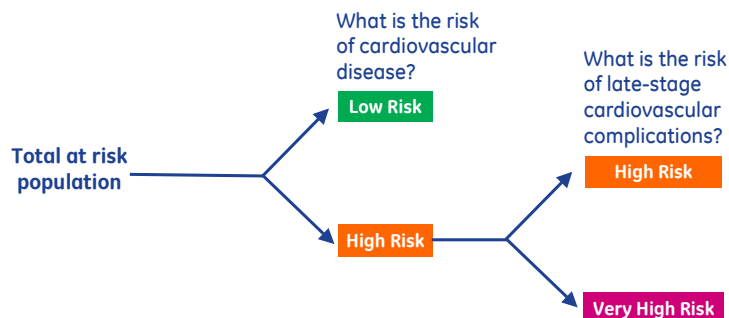 What is the risk
of cardiovascular
disease?
Low Risk
Total at risk
population
High Risk
What is the risk
of late-stage
cardiovascular
complications?
High Risk
Very High Risk